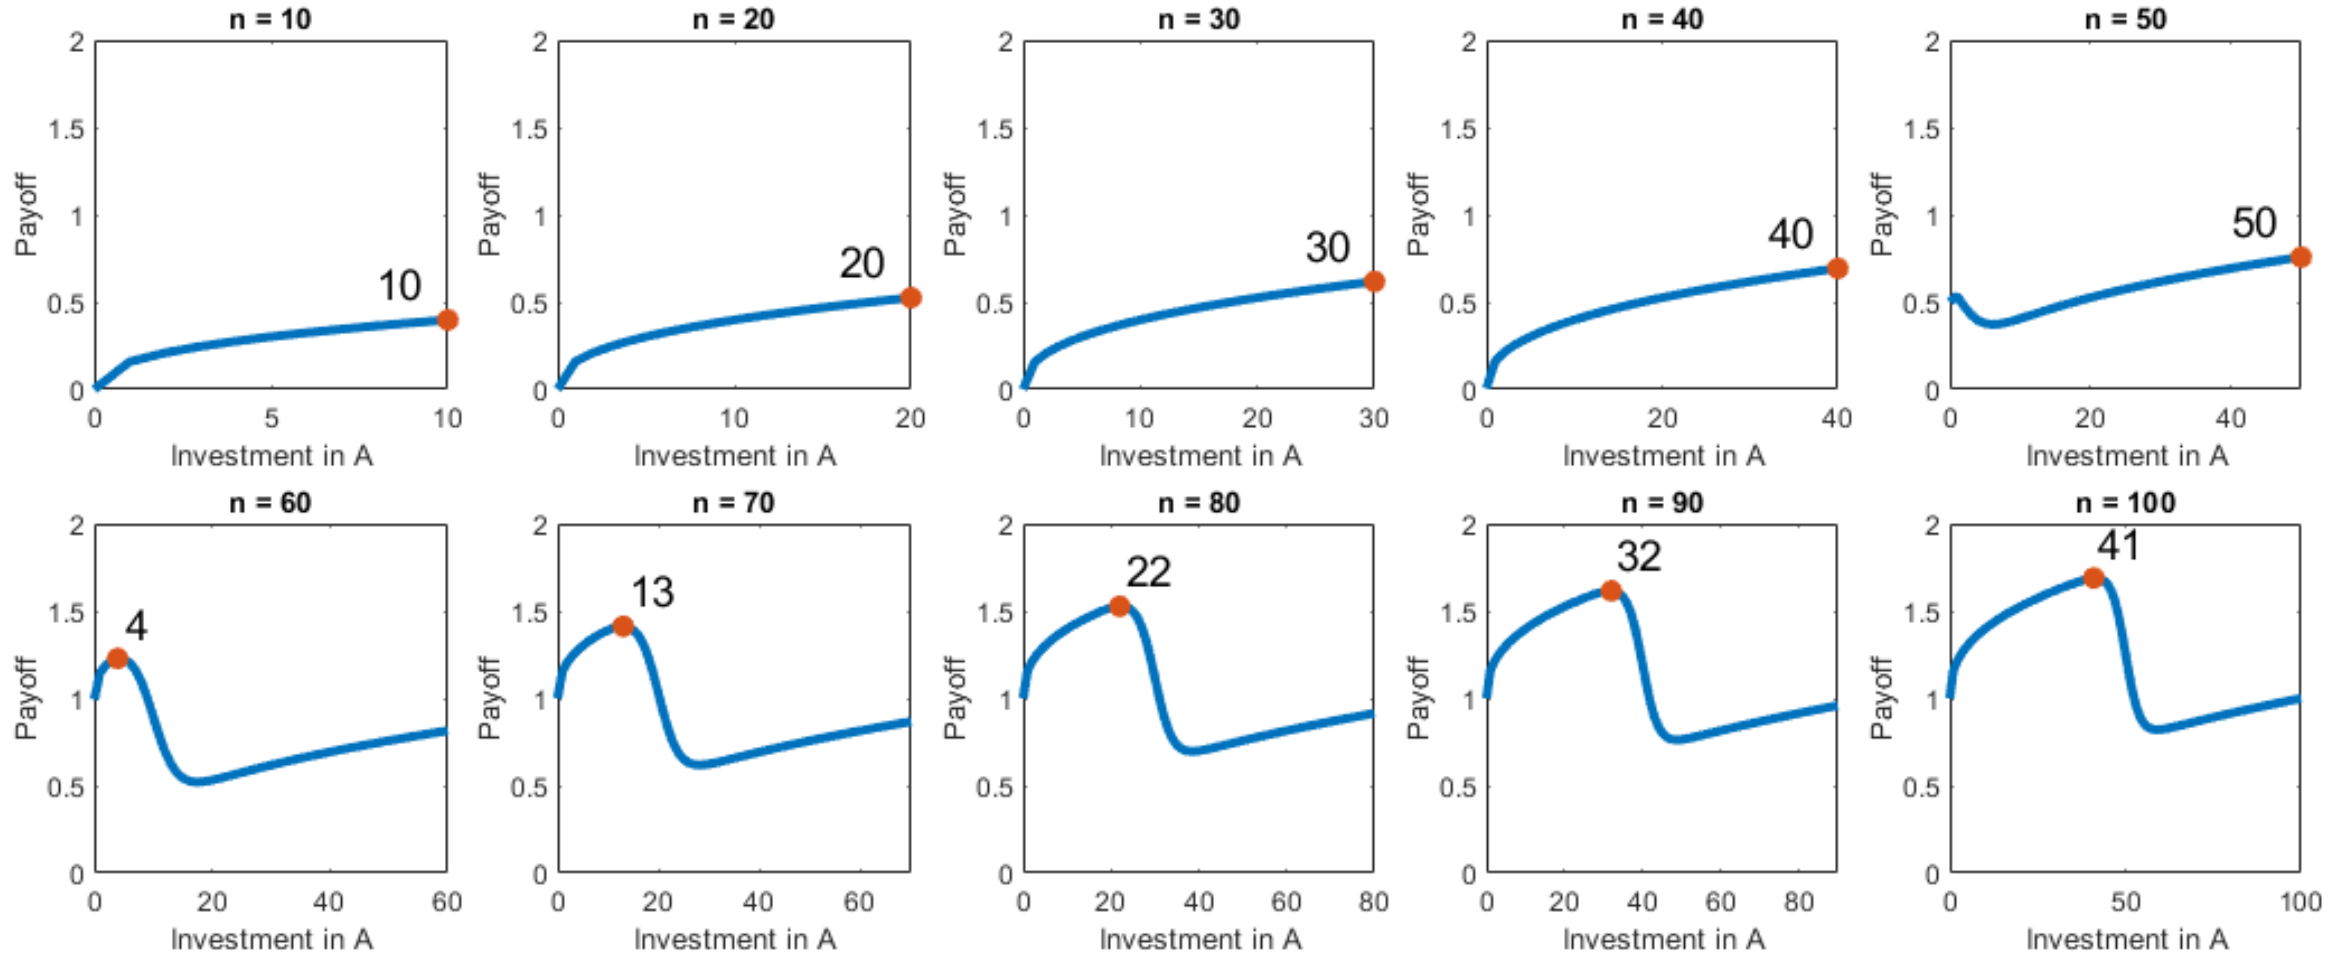 n = 10
2
1.5
1
0.5
0
Payoff
10
0 5 10
Investment in A
n = 20
2
1.5
1
0.5
0
Payoff
20
0 10 20
Investment in A
n = 30
2
1.5
1
0.5
0
Payoff
30
0 10 20 30
Investment in A
n = 40
2
1.5
1
0.5
0
Payoff
40
0 20 40
Investment in A
n = 50
2
1.5
1
0.5
0
Payoff
50
0 20 40
Investment in A
n = 60
2
1.5
1
0.5
0
Payoff
4
0 20 40 60
Investment in A
n = 70
2
1.5
1
0.5
0
Payoff
13
0 20 40 60
Investment in A
n = 80
2
1.5
1
0.5
0
Payoff
22
0 20 40 60 80
Investment in A
n = 90
2
1.5
1
0.5
0
Payoff
32
0 20 40 60 80
Investment in A
n = 100
2
1.5
1
0.5
0
Payoff
41
0 50 100
Investment in A